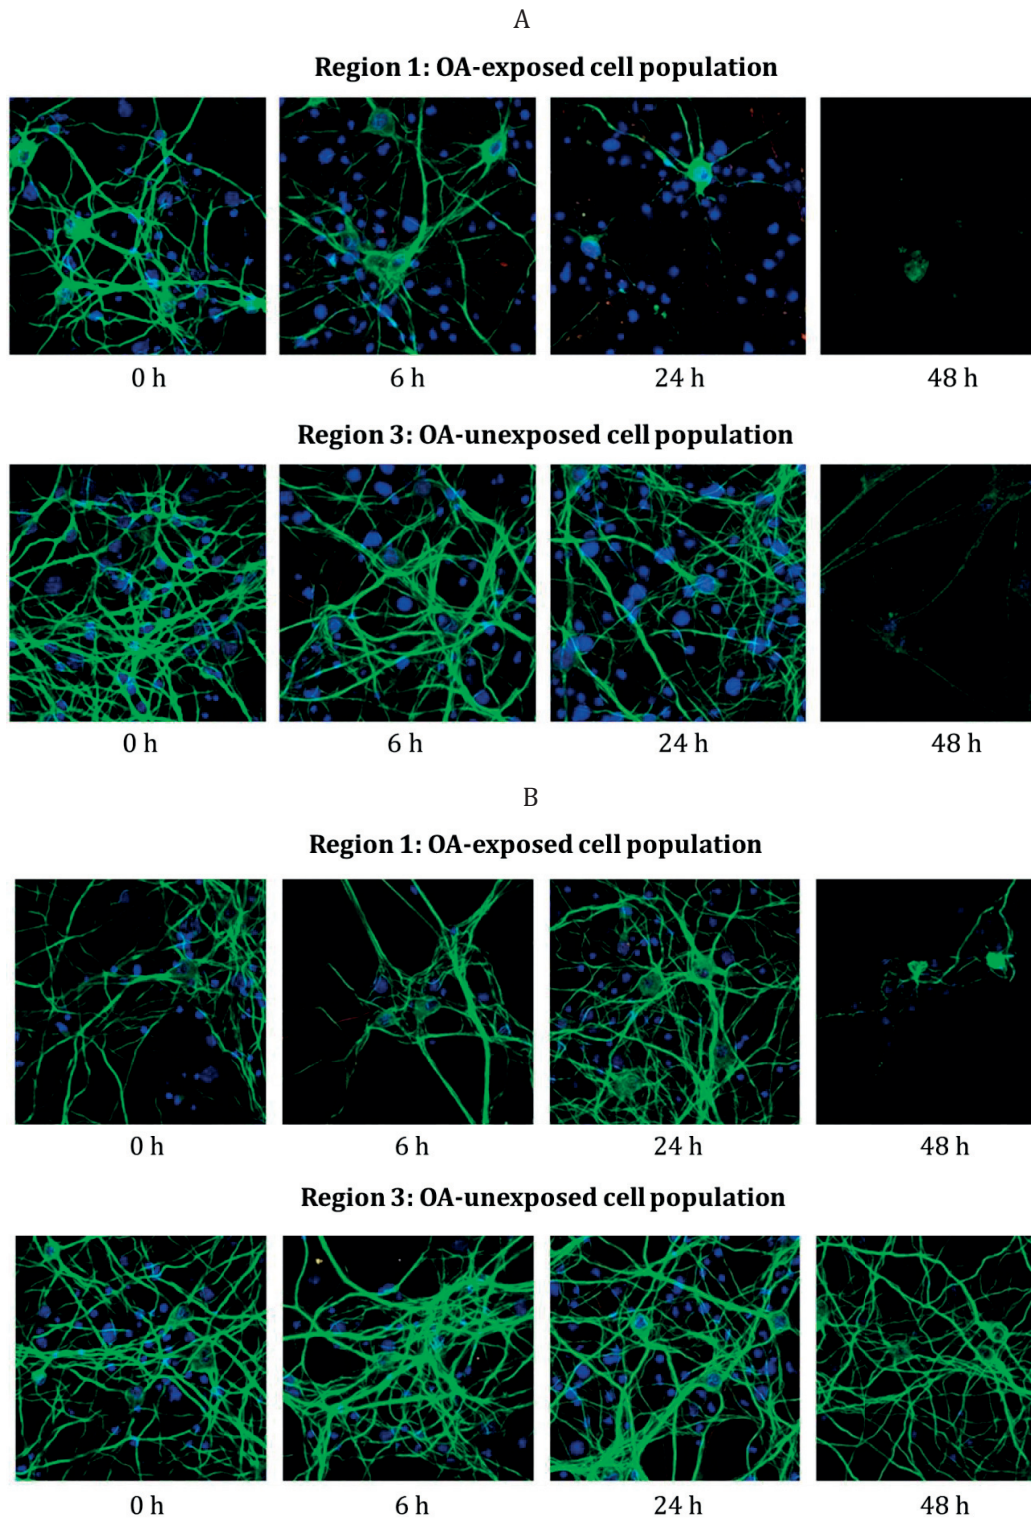 A
Region 1: OA-exposed cell population
0 h 6 h 24 h 48 h
Region 3: OA-unexposed cell population
0 h 6 h 24 h 48 h
B
Region 1: OA-exposed cell population
0 h 6 h 24 h 48 h
Region 3: OA-unexposed cell population
0 h 6 h 24 h 48 h